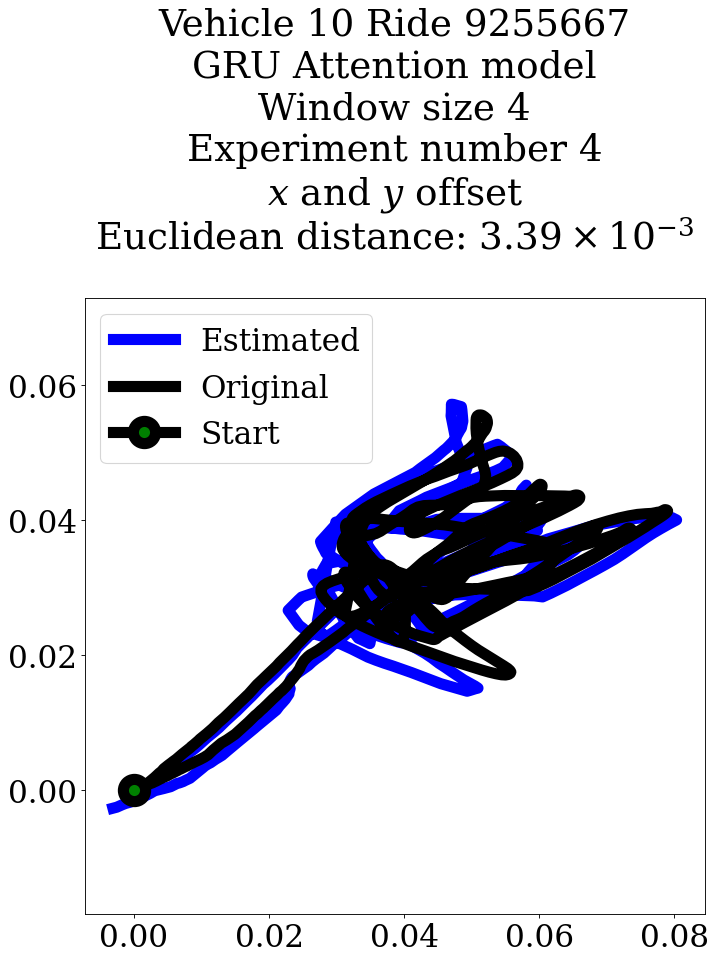 Vehicle 10 Ride 9255667
GRU Attention model
Window size 4
Experiment number 4
x and y offset
Euclidean distance: 3.39 × 10⁻³
Estimated
Original
Start
0.06
0.04
0.02
0.00
0.00 0.02 0.04 0.06 0.08